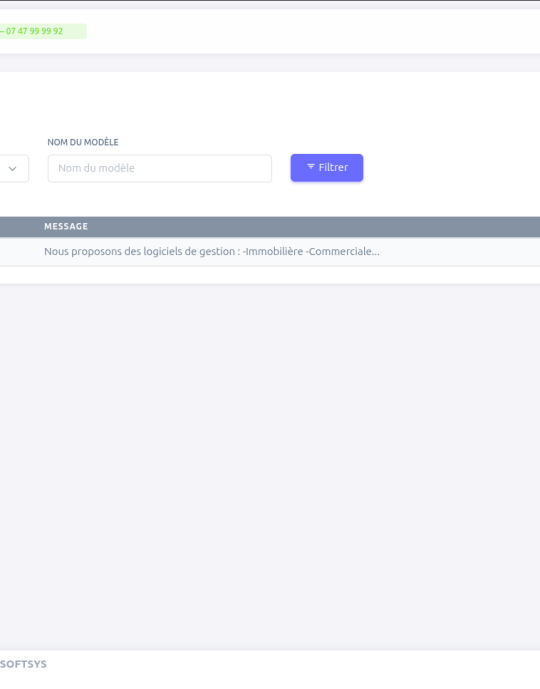 – 07 47 99 99 92
NOM DU MODÈLE
Nom du modèle
Filtrer
MESSAGE
Nous proposons des logiciels de gestion : -Immobilière -Commerciale...
SOFTSYS